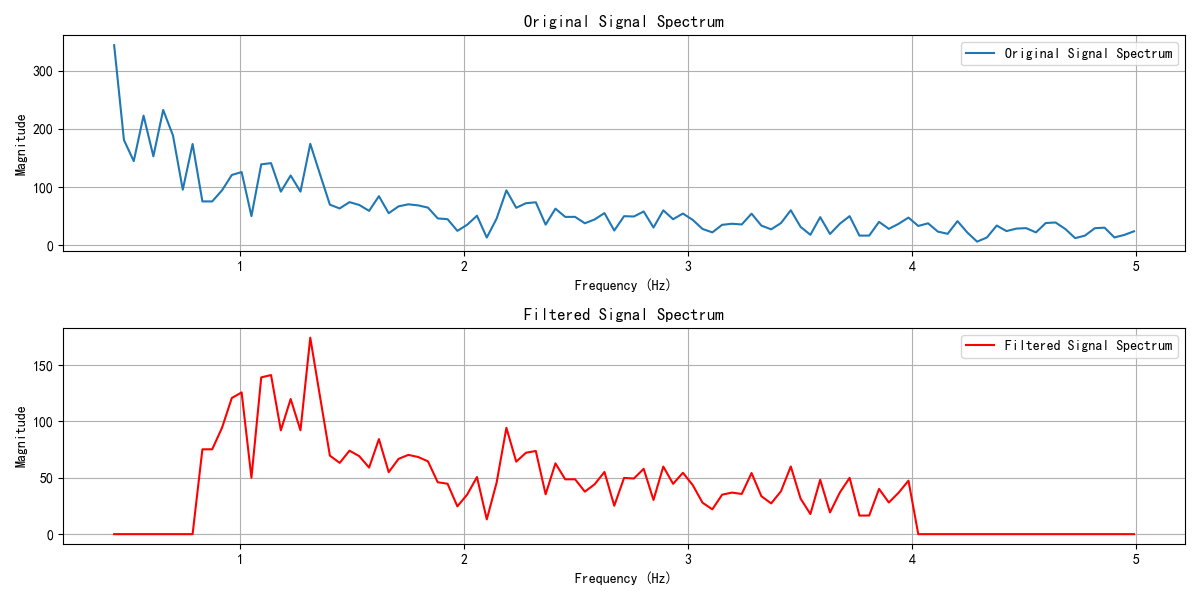 Original Signal Spectrum
Original Signal Spectrum
Magnitude
300
200
100
0
1 2 3 4 5
Frequency (Hz)
Filtered Signal Spectrum
Filtered Signal Spectrum
Magnitude
150
100
50
0
1 2 3 4 5
Frequency (Hz)